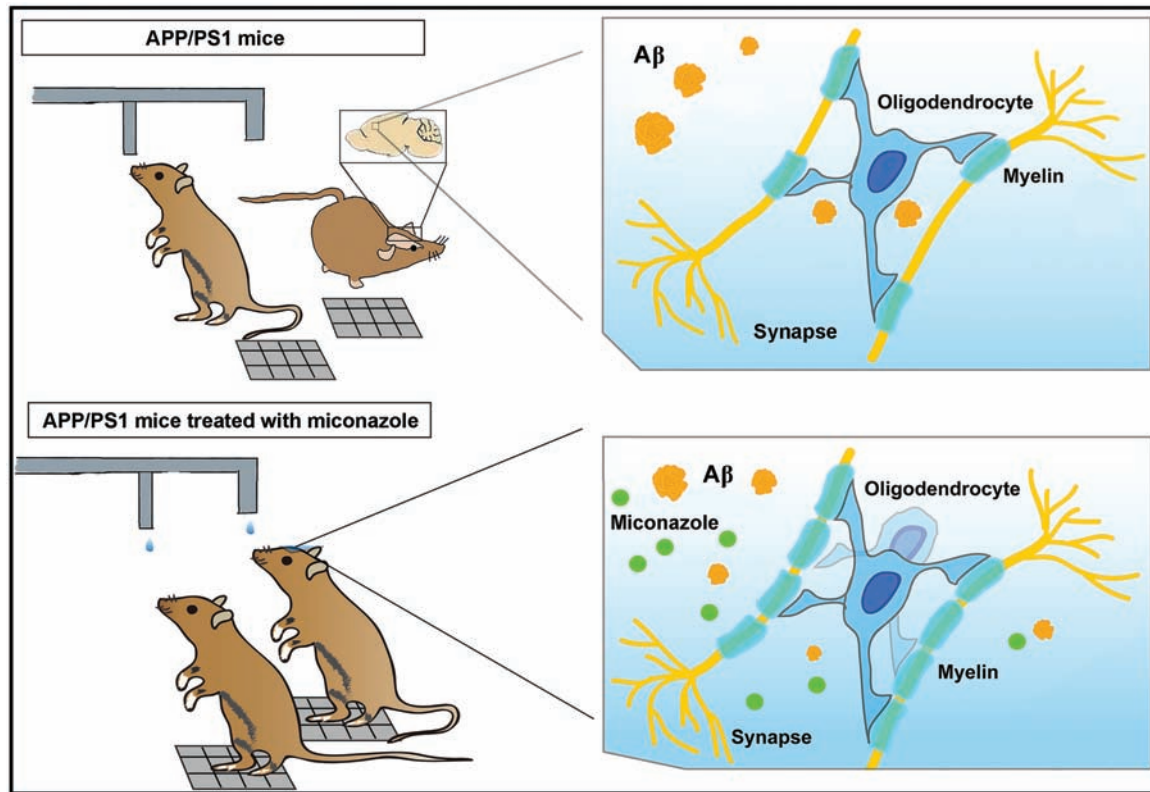 APP/PS1 mice
Aβ
Oligodendrocyte
Myelin
Synapse
APP/PS1 mice treated with miconazole
Aβ
Oligodendrocyte
Miconazole
Myelin
Synapse